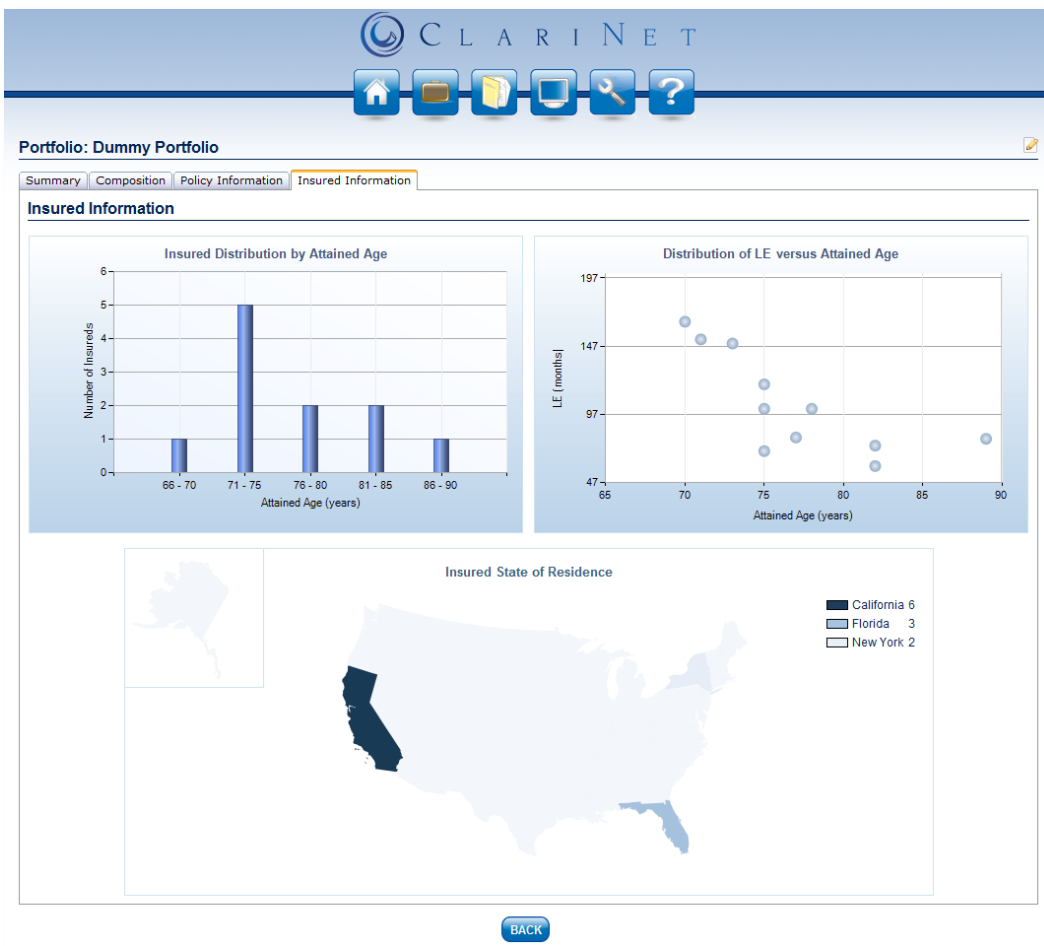 CLARINET
?
Portfolio: Dummy Portfolio
Summary Composition Policy Information Insured Information
Insured Information
Insured Distribution by Attained Age
6
5
4
3
2
1
0
Number of Insureds
66 - 70 71 - 75 76 - 80 81 - 85 86 - 90
Attained Age (years)
Distribution of LE versus Attained Age
197
147
97
47
LE (months)
65 70 75 80 85 90
Attained Age (years)
Insured State of Residence
California 6
Florida 3
New York 2
BACK